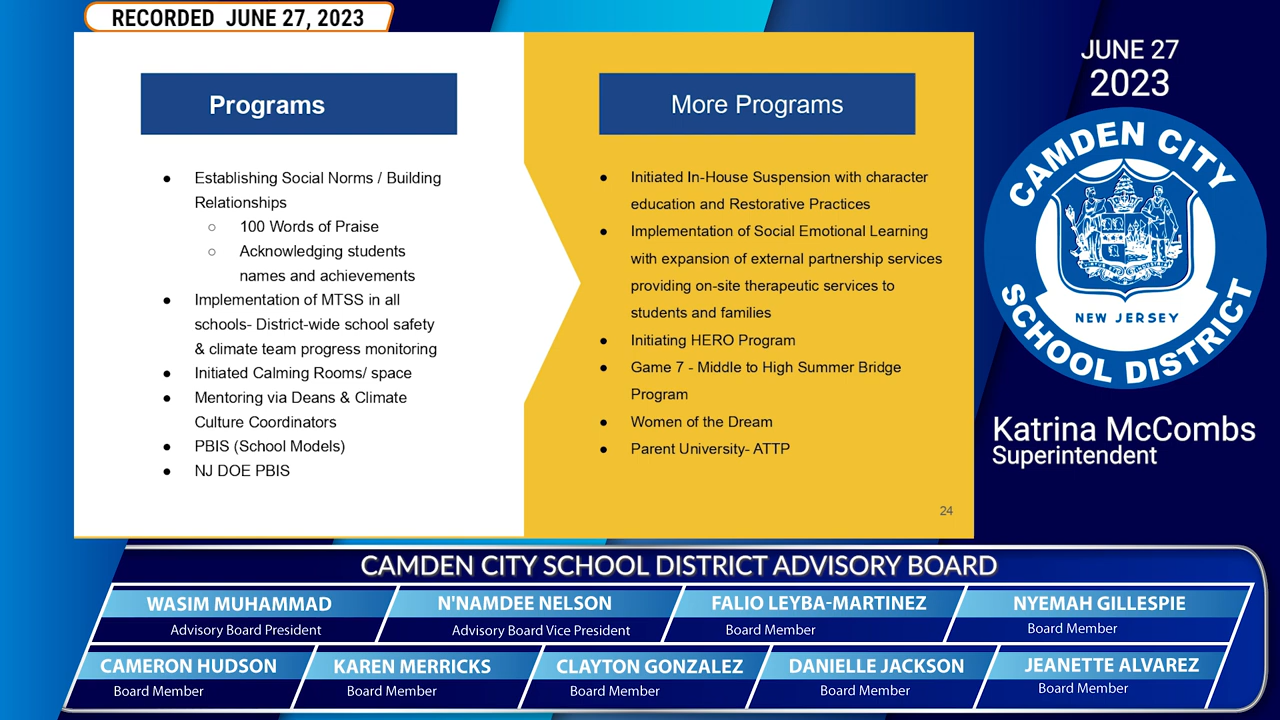 RECORDED JUNE 27, 2023
Programs
● Establishing Social Norms / Building
Relationships
○ 100 Words of Praise
○ Acknowledging students
names and achievements
● Implementation of MTSS in all
schools- District-wide school safety
& climate team progress monitoring
● Initiated Calming Rooms/ space
● Mentoring via Deans & Climate
Culture Coordinators
● PBIS (School Models)
● NJ DOE PBIS
More Programs
● Initiated In-House Suspension with character
education and Restorative Practices
● Implementation of Social Emotional Learning
with expansion of external partnership services
providing on-site therapeutic services to
students and families
● Initiating HERO Program
● Game 7 - Middle to High Summer Bridge
Program
● Women of the Dream
● Parent University- ATTP
24
JUNE 27
2023
CAMDEN CITY
NEW JERSEY
SCHOOL DISTRICT
Katrina McCombs
Superintendent
CAMDEN CITY SCHOOL DISTRICT ADVISORY BOARD
WASIM MUHAMMAD
Advisory Board President
N'NAMDEE NELSON
Advisory Board Vice President
FALIO LEYBA-MARTINEZ
Board Member
NYEMAH GILLESPIE
Board Member
CAMERON HUDSON
Board Member
KAREN MERRICKS
Board Member
CLAYTON GONZALEZ
Board Member
DANIELLE JACKSON
Board Member
JEANETTE ALVAREZ
Board Member